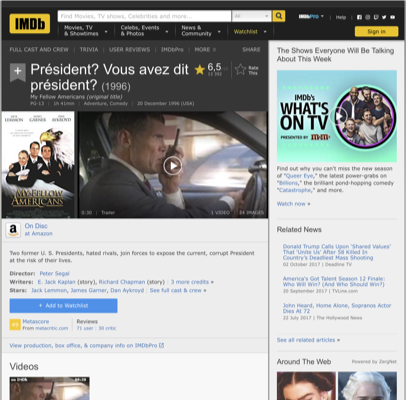 IMDb
Find Movies, TV shows, Celebrities and more...
All
IMDbPro
Help
Movies, TV & Showtimes
Celebs, Events & Photos
News & Community
Watchlist
Sign in
FULL CAST AND CREW | TRIVIA | USER REVIEWS | IMDbPro | MORE
SHARE
Président? Vous avez dit président? (1996)
My Fellow Americans (original title)
PG-13 | 1h 41min | Adventure, Comedy | 20 December 1996 (USA)
6,5
Rate This
MY FELLOW AMERICANS
0:30 | Trailer
1 VIDEO | 24 IMAGES
On Disc
at Amazon
Two former U. S. Presidents, hated rivals, join forces to expose the current, corrupt President at the risk of their lives.
Director: Peter Segal
Writers: E. Jack Kaplan (story), Richard Chapman (story) | 3 more credits »
Stars: Jack Lemmon, James Garner, Dan Aykroyd | See full cast & crew »
+ Add to Watchlist
Metascore
From metacritic.com
Reviews
71 user | 30 critic
View production, box office, & company info on IMDbPro
Videos
The Shows Everyone Will Be Talking About This Week
IMDb's
WHAT'S ON TV
PRESENTED BY m&m's
Find out why you can't miss the new season of "Queer Eye," the latest power-grabs on "Billions," the brilliant pond-hopping comedy "Catastrophe," and more.
Watch now »
Related News
Donald Trump Calls Upon 'Shared Values' That 'Unite Us' After 58 Killed In Country's Deadliest Mass Shooting
02 October 2017 | Deadline TV
America's Got Talent Season 12 Finale: Who Will Win? (And Who Should Win?)
20 September 2017 | TVLine.com
John Heard, Home Alone, Sopranos Actor Dies At 72
22 July 2017 | The Hollywood News
See all related articles »
Around The Web
Powered by ZergNet